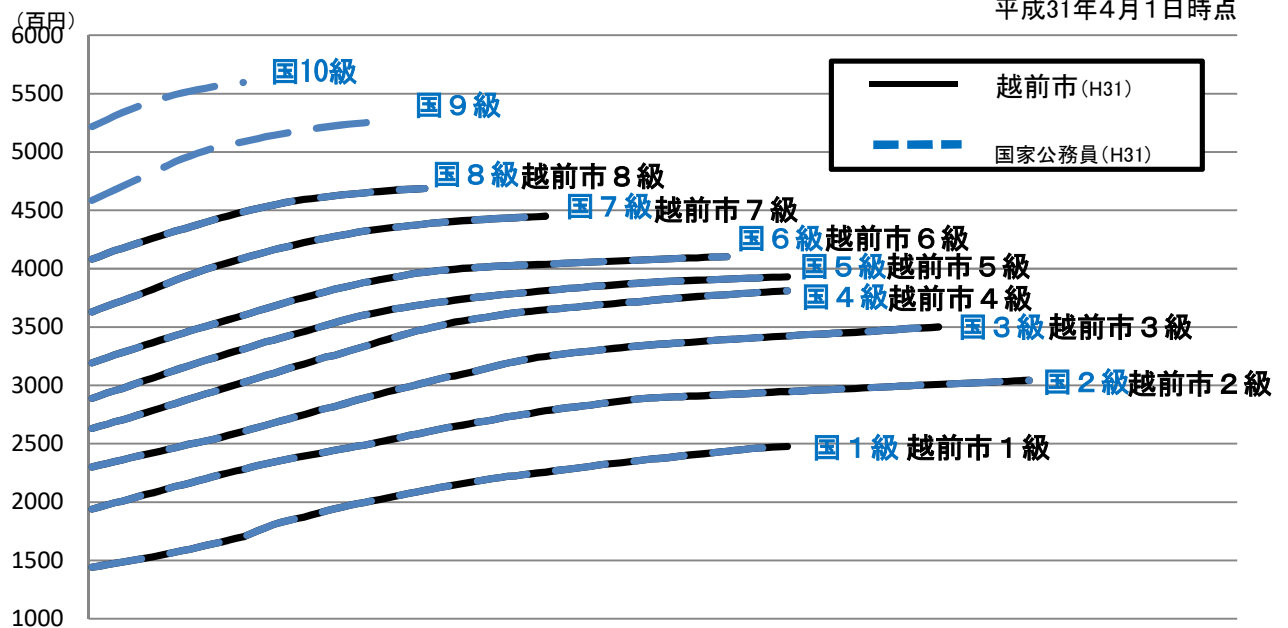 平成31年４月１日時点
（百円）
6000
5500
5000
4500
4000
3500
3000
2500
2000
1500
1000
越前市（H31）
国家公務員（H31）
国10級
国９級
国８級 越前市８級
国７級 越前市７級
国６級 越前市６級
国５級 越前市５級
国４級 越前市４級
国３級 越前市３級
国２級 越前市２級
国１級 越前市１級